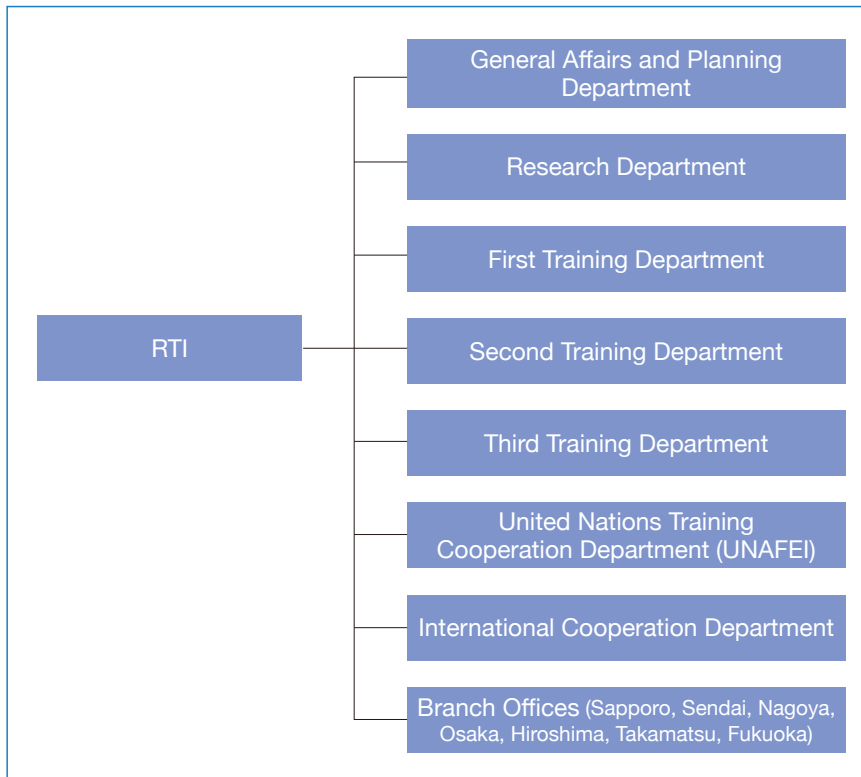 General Affairs and Planning
Department
Research Department
First Training Department
RTI
Second Training Department
Third Training Department
United Nations Training
Cooperation Department (UNAFEI)
International Cooperation Department
Branch Offices (Sapporo, Sendai, Nagoya,
Osaka, Hiroshima, Takamatsu, Fukuoka)